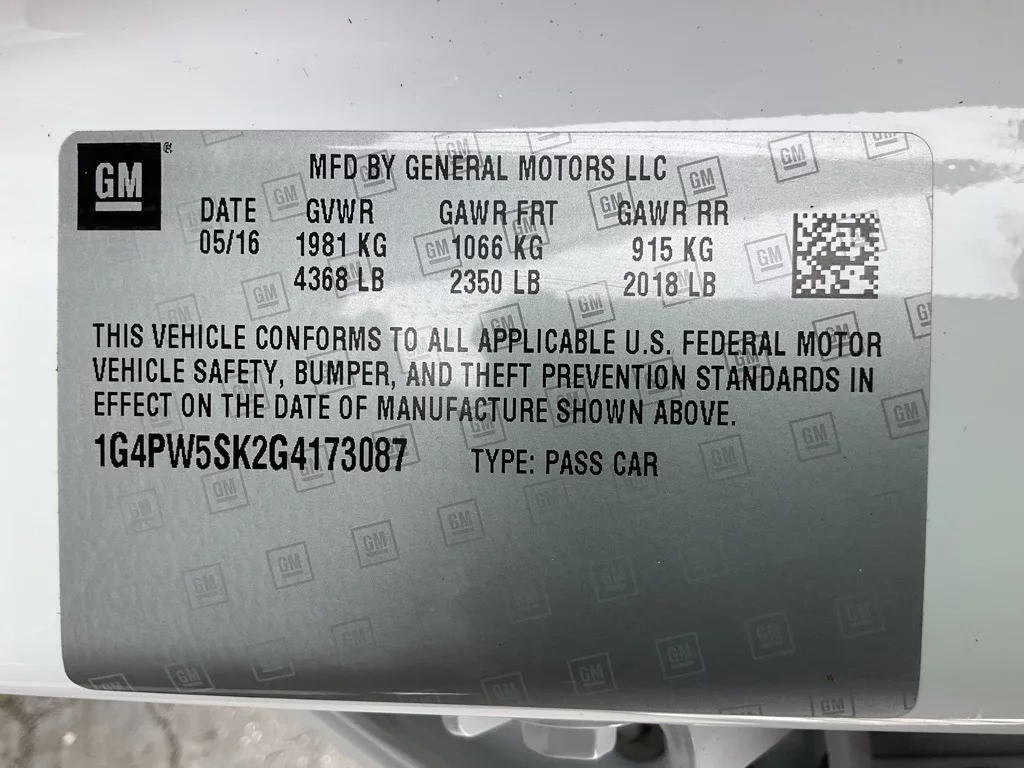 GM ®
MFD BY GENERAL MOTORS LLC
DATE GVWR GAWR FRT GAWR RR
05/16 1981 KG 1066 KG 915 KG
4368 LB 2350 LB 2018 LB
THIS VEHICLE CONFORMS TO ALL APPLICABLE U.S. FEDERAL MOTOR
VEHICLE SAFETY, BUMPER, AND THEFT PREVENTION STANDARDS IN
EFFECT ON THE DATE OF MANUFACTURE SHOWN ABOVE.
1G4PW5SK2G4173087 TYPE: PASS CAR